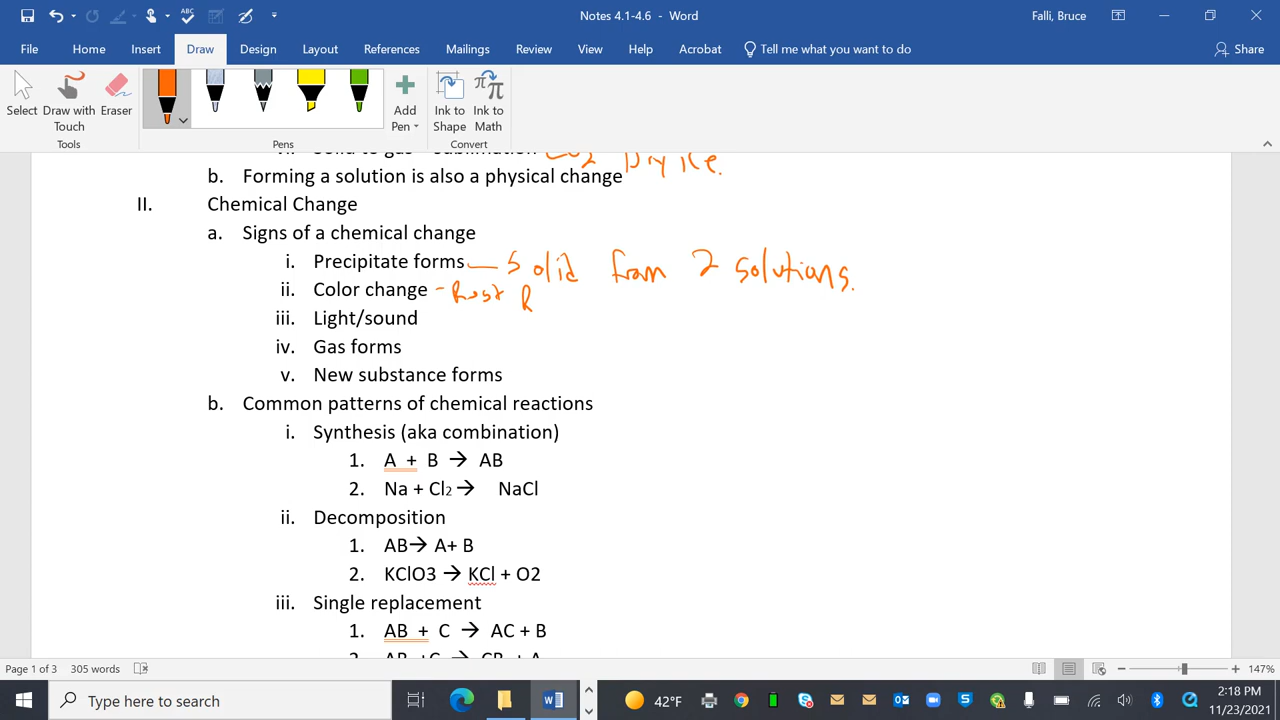 Notes 4.1-4.6 - Word
Falli, Bruce
File Home Insert Draw Design Layout References Mailings Review View Help Acrobat Tell me what you want to do Share
Select
Draw with Touch
Eraser
Add Pen
Ink to Shape
Ink to Math
Tools
Pens
Convert
Dry ice.
b. Forming a solution is also a physical change
II. Chemical Change
a. Signs of a chemical change
i. Precipitate forms — Solid from 2 solutions.
ii. Color change - Rost R
iii. Light/sound
iv. Gas forms
v. New substance forms
b. Common patterns of chemical reactions
i. Synthesis (aka combination)
1. A + B → AB
2. Na + Cl2 → NaCl
ii. Decomposition
1. AB→ A+ B
2. KClO3 → KCl + O2
iii. Single replacement
1. AB + C → AC + B
Page 1 of 3 305 words
147%
Type here to search
42°F
2:18 PM
11/23/2021